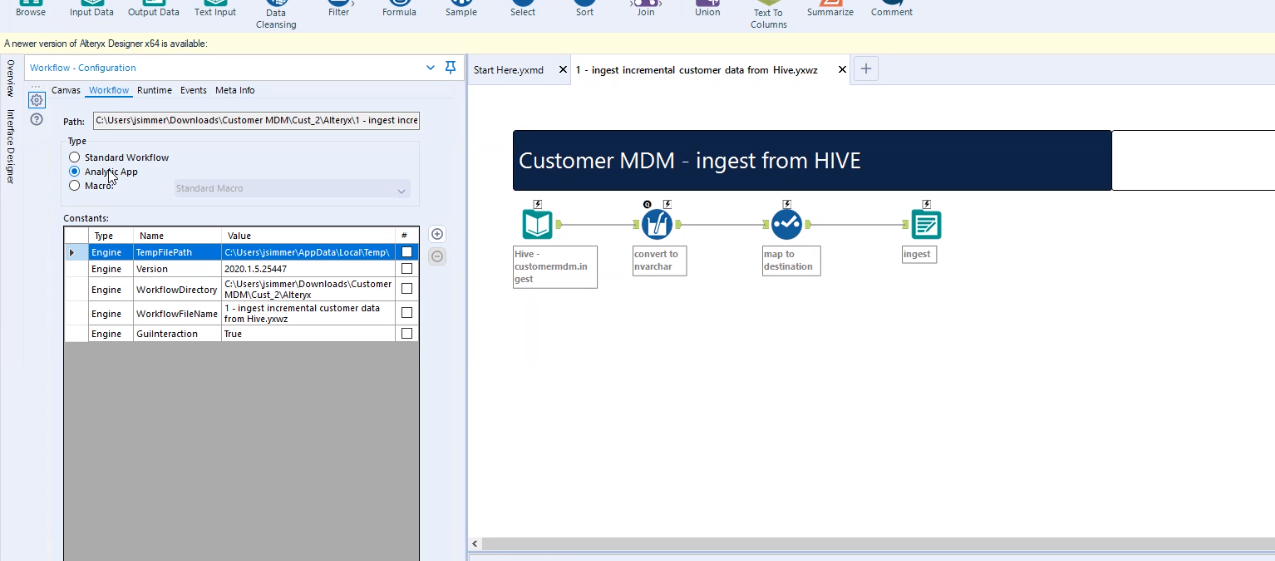 Browse
Input Data
Output Data
Text Input
Data
Cleansing
Filter
Formula
Sample
Select
Sort
Join
Union
Text To
Columns
Summarize
Comment
A newer version of Alteryx Designer x64 is available:
Overview
Interface Designer
Workflow - Configuration
Canvas
Workflow
Runtime
Events
Meta Info
Path:
C:\Users\jsimmer\Downloads\Customer MDM\Cust_2\Alteryx\1 - ingest incre
Type
Standard Workflow
Analytic App
Macro:
Standard Macro
Constants:
Type Name Value #
Engine TempFilePath C:\Users\jsimmer\AppData\Local\Temp\
Engine Version 2020.1.5.25447
Engine WorkflowDirectory C:\Users\jsimmer\Downloads\Customer
MDM\Cust_2\Alteryx
Engine WorkflowFileName 1 - ingest incremental customer data
from Hive.yxwz
Engine GuiInteraction True
Start Here.yxmd
1 - ingest incremental customer data from Hive.yxwz
Customer MDM - ingest from HIVE
Hive -
customermdm.in
gest
convert to
nvarchar
map to
destination
ingest